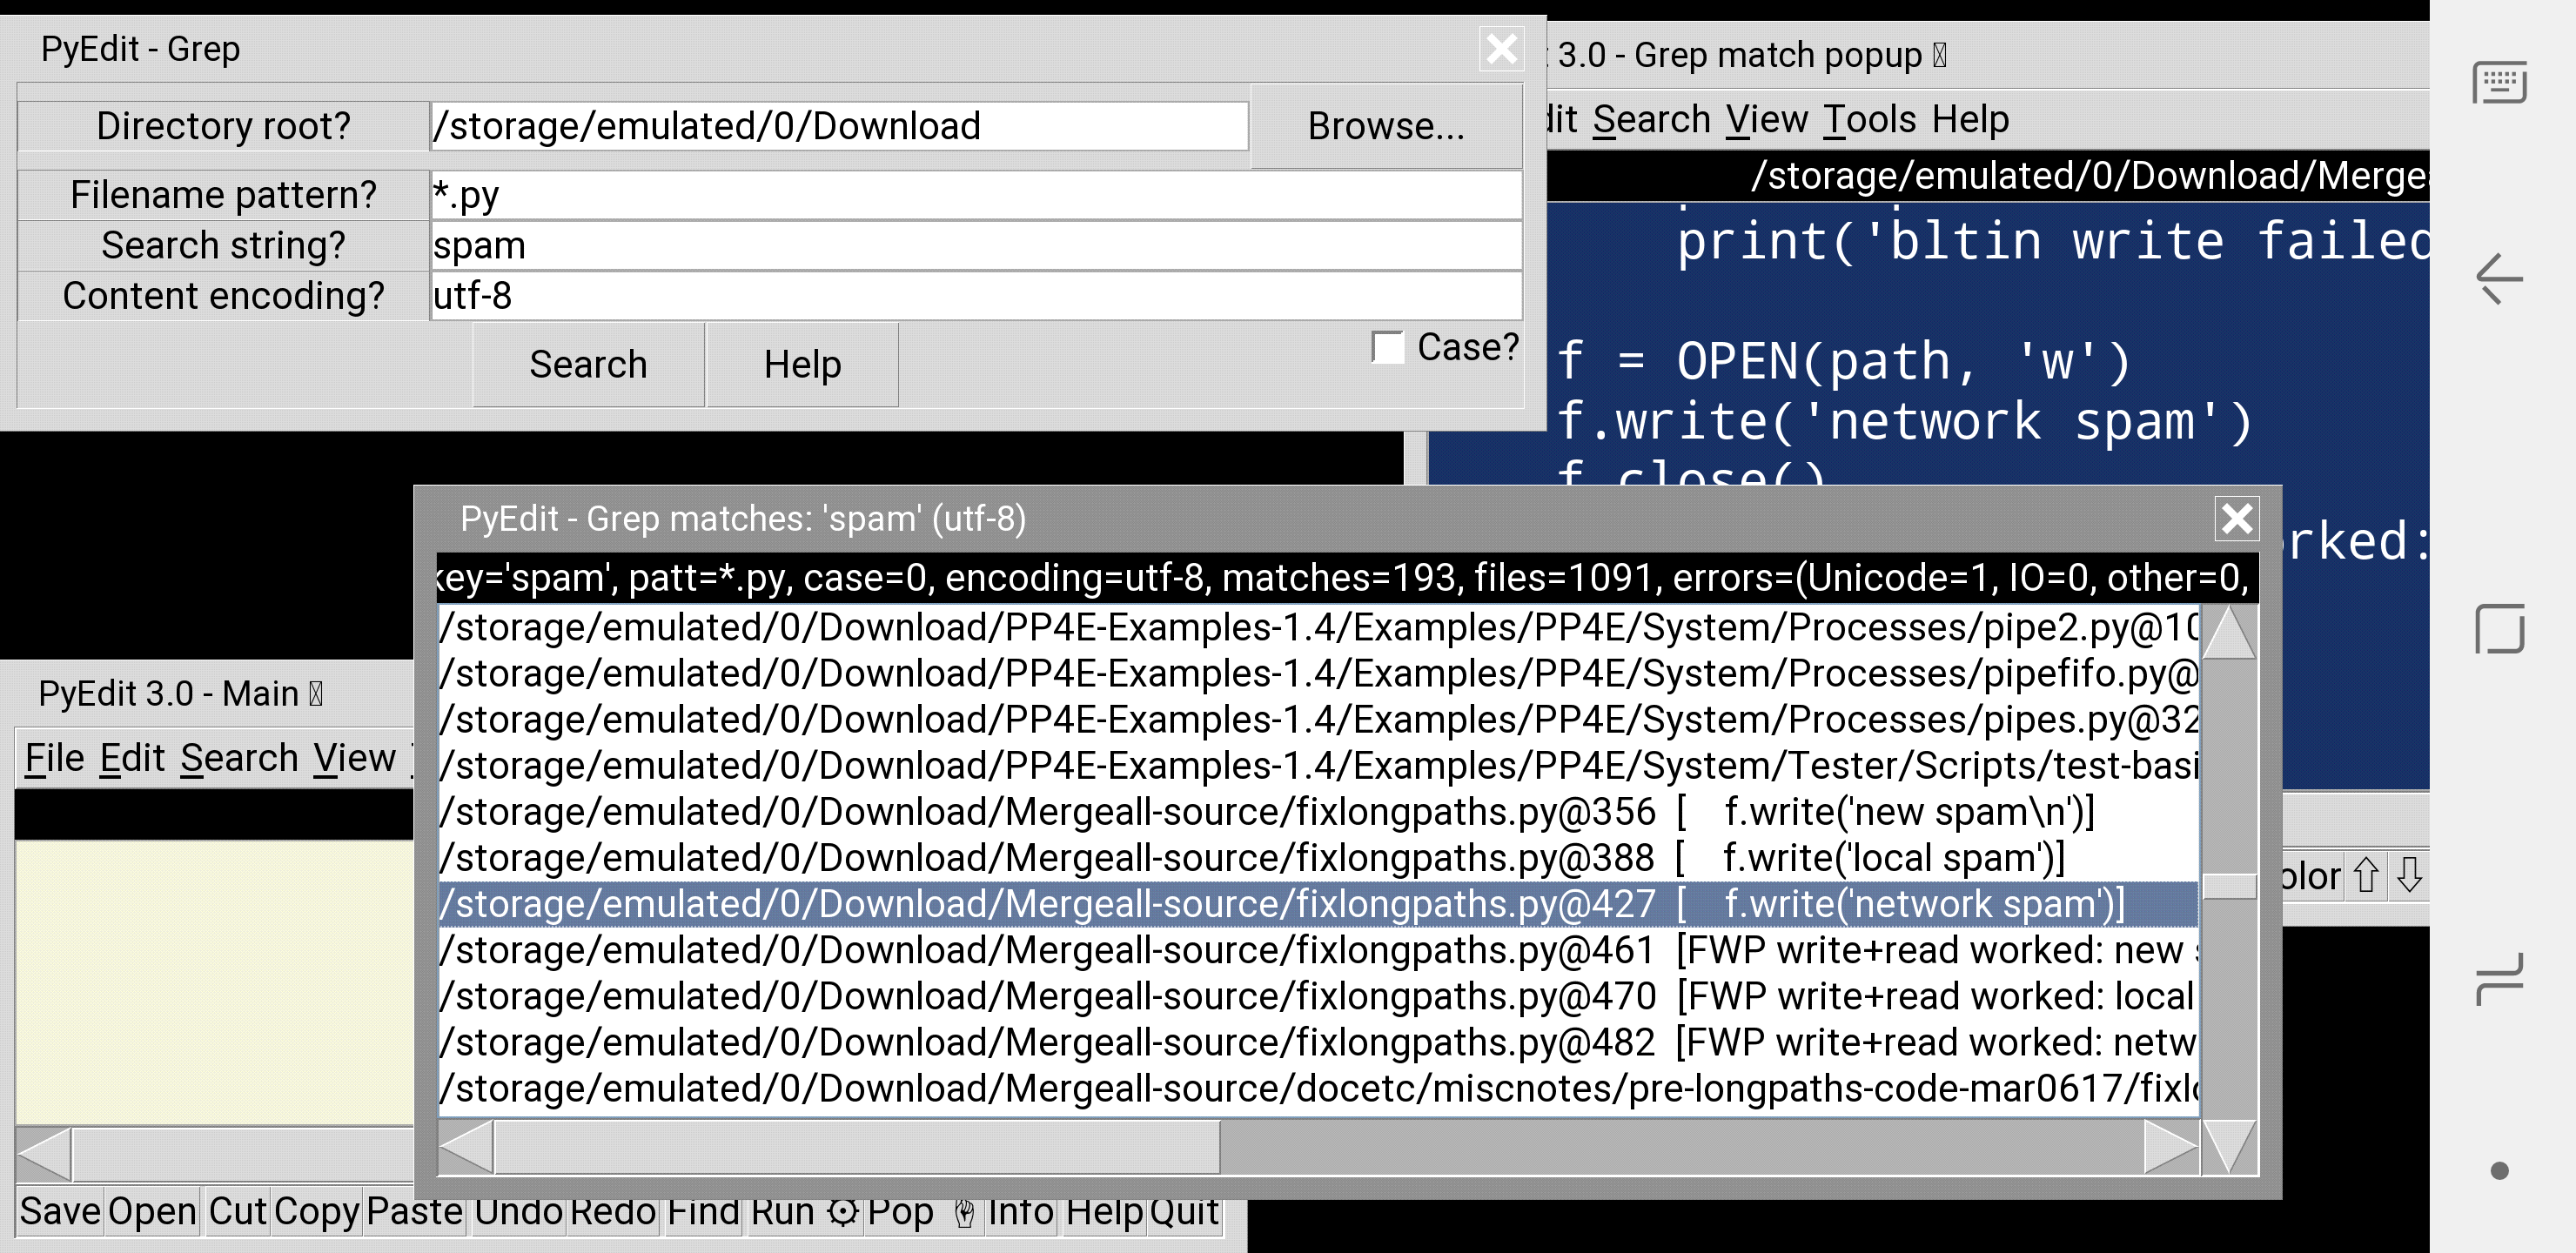 PyEdit - Grep
Directory root?
/storage/emulated/0/Download
Browse...
Filename pattern?
*.py
Search string?
spam
Content encoding?
utf-8
Search
Help
Case?
3.0 - Grep match popup
dit Search View Tools Help
/storage/emulated/0/Download/Merge
print('bltin write failed
f = OPEN(path, 'w')
f.write('network spam')
f.close()
orked:
olor
PyEdit - Grep matches: 'spam' (utf-8)
key='spam', patt=*.py, case=0, encoding=utf-8, matches=193, files=1091, errors=(Unicode=1, IO=0, other=0,
/storage/emulated/0/Download/PP4E-Examples-1.4/Examples/PP4E/System/Processes/pipe2.py@10
/storage/emulated/0/Download/PP4E-Examples-1.4/Examples/PP4E/System/Processes/pipefifo.py@
/storage/emulated/0/Download/PP4E-Examples-1.4/Examples/PP4E/System/Processes/pipes.py@32
/storage/emulated/0/Download/PP4E-Examples-1.4/Examples/PP4E/System/Tester/Scripts/test-basi
/storage/emulated/0/Download/Mergeall-source/fixlongpaths.py@356 [    f.write('new spam\n')]
/storage/emulated/0/Download/Mergeall-source/fixlongpaths.py@388 [    f.write('local spam')]
/storage/emulated/0/Download/Mergeall-source/fixlongpaths.py@427 [    f.write('network spam')]
/storage/emulated/0/Download/Mergeall-source/fixlongpaths.py@461 [FWP write+read worked: new
/storage/emulated/0/Download/Mergeall-source/fixlongpaths.py@470 [FWP write+read worked: local
/storage/emulated/0/Download/Mergeall-source/fixlongpaths.py@482 [FWP write+read worked: netw
/storage/emulated/0/Download/Mergeall-source/docetc/miscnotes/pre-longpaths-code-mar0617/fixlo
PyEdit 3.0 - Main
File Edit Search View
Save Open Cut Copy Paste Undo Redo Find Run Pop Info Help Quit